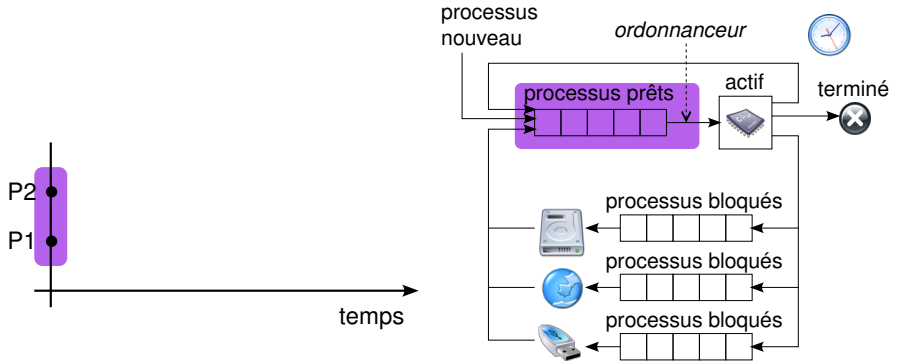 processus
nouveau
ordonnanceur
actif
terminé
processus prêts
P2
P1
temps
processus bloqués
processus bloqués
processus bloqués